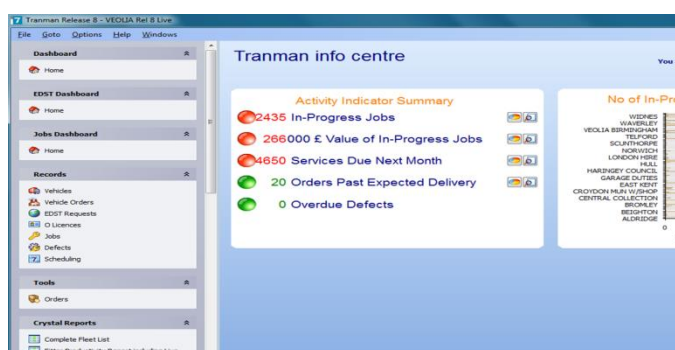 Tranman Release 8 - VEOLIA Rel 8 Live
File Goto Options Help Windows
Dashboard
Home
EDST Dashboard
Home
Jobs Dashboard
Home
Records
Vehicles
Vehicle Orders
EDST Requests
O Licences
Jobs
Defects
Scheduling
Tools
Orders
Crystal Reports
Complete Fleet List
Tranman info centre
You
Activity Indicator Summary
2435 In-Progress Jobs
266000 £ Value of In-Progress Jobs
4650 Services Due Next Month
20 Orders Past Expected Delivery
0 Overdue Defects
No of In-Pr
WIDNES
WAVERLEY
VEOLIA BIRMINGHAM
TELFORD
SCUNTHORPE
NORWICH
LONDON HIRE
HULL
HARINGEY COUNCIL
GARAGE DUTIES
EAST KENT
CROYDON MUN W/SHOP
CENTRAL COLLECTION
BROMLEY
BEIGHTON
ALDRIDGE
0